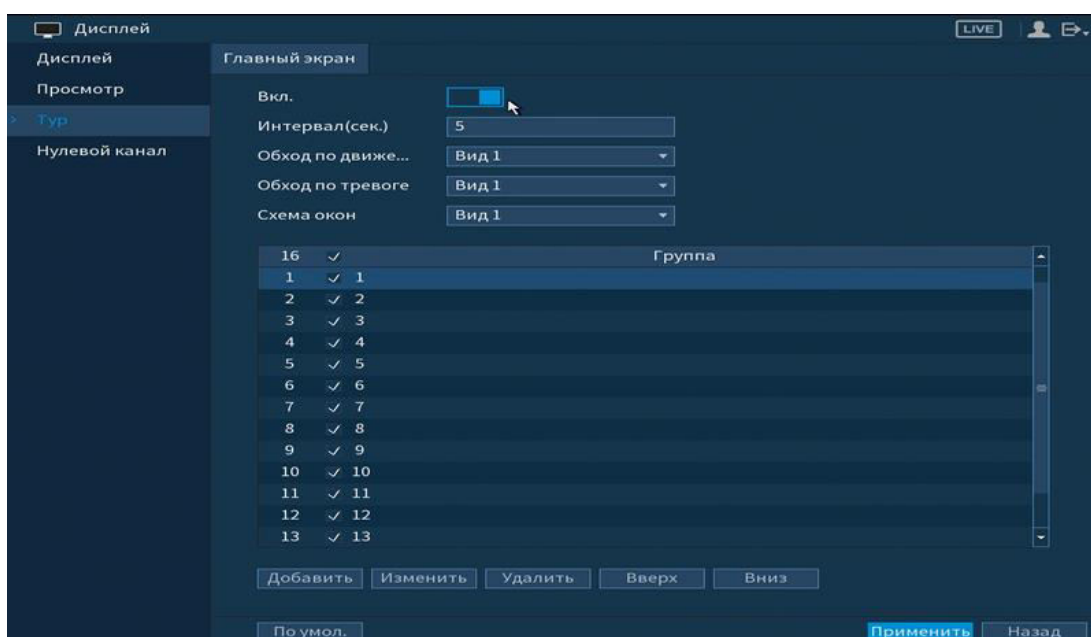 Дисплей LIVE
Дисплей
Просмотр
Тур
Нулевой канал
Главный экран
Вкл.
Интервал(сек.) 5
Обход по движе... Вид 1
Обход по тревоге Вид 1
Схема окон Вид 1
16 Группа
1 1
2 2
3 3
4 4
5 5
6 6
7 7
8 8
9 9
10 10
11 11
12 12
13 13
Добавить Изменить Удалить Вверх Вниз
По умол. Применить Назад